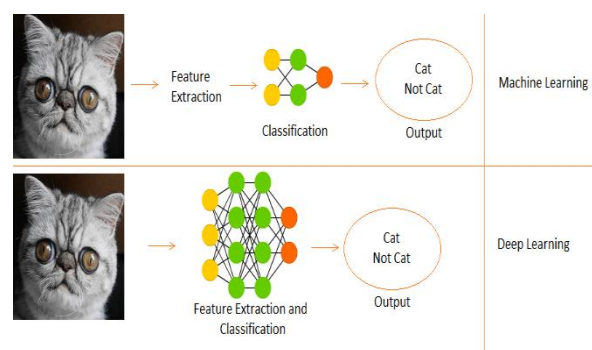 Feature
Extraction
Classification
Cat
Not Cat
Output
Machine Learning
Feature Extraction and
Classification
Cat
Not Cat
Output
Deep Learning